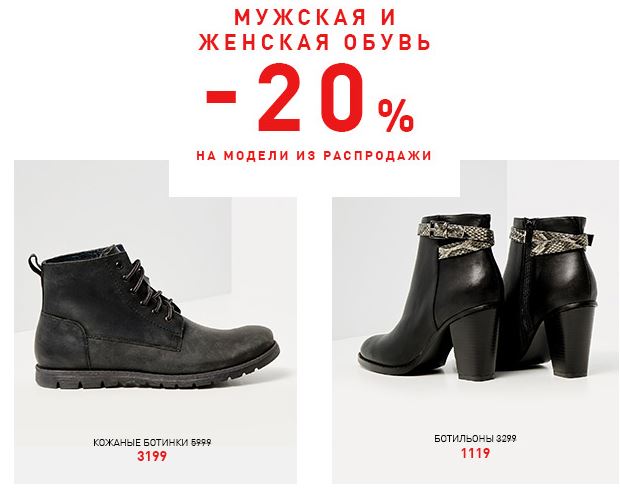 МУЖСКАЯ И
ЖЕНСКАЯ ОБУВЬ
-20%
НА МОДЕЛИ ИЗ РАСПРОДАЖИ
КОЖАНЫЕ БОТИНКИ 5999
3199
БОТИЛЬОНЫ 3299
1119